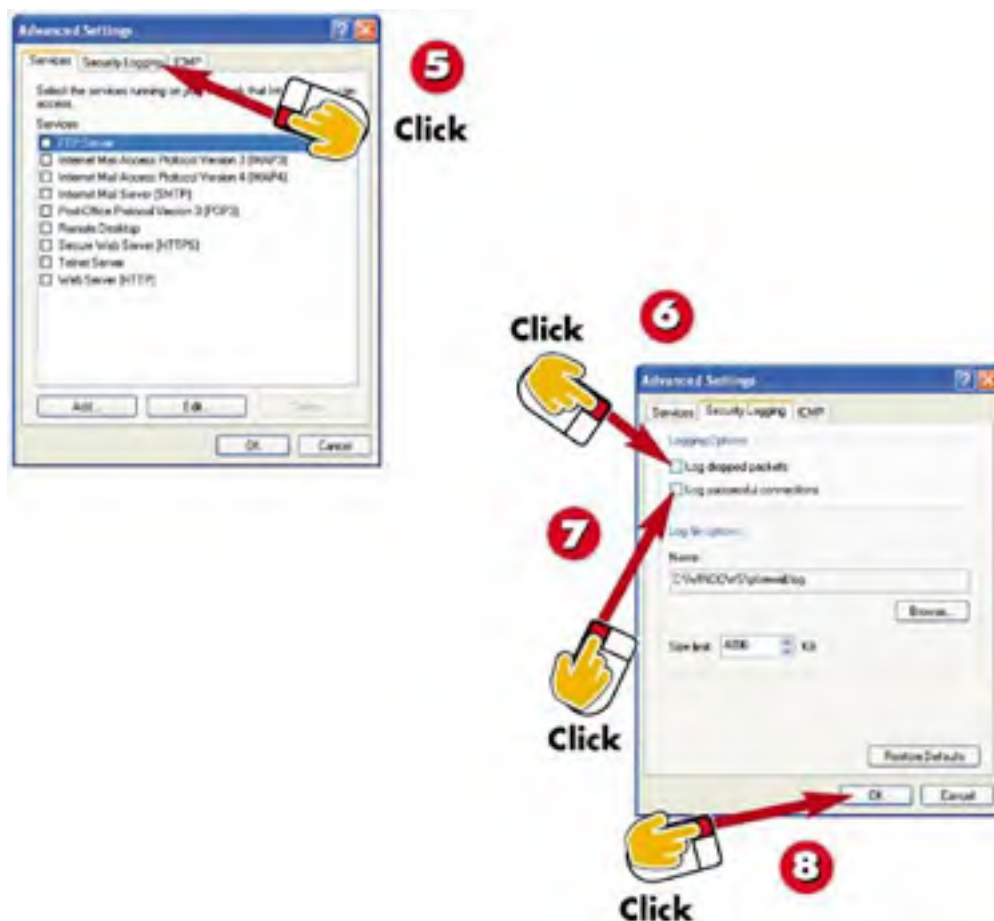 Advanced Settings
Services Security Logging ICMP
Select the services running on your network that Internet users can
access.
Services
FTP Server
Internet Mail Access Protocol Version 3 (IMAP3)
Internet Mail Access Protocol Version 4 (IMAP4)
Internet Mail Server (SMTP)
Post-Office Protocol Version 3 (POP3)
Remote Desktop
Secure Web Server (HTTPS)
Telnet Server
Web Server (HTTP)
Add... Edit...
OK Cancel
5
Click
Click
6
Advanced Settings
Services Security Logging ICMP
Logging Options
Log dropped packets
Log successful connections
7
Click
Log file options:
Name:
C:\WINDOWS\pfirewall.log
Browse...
Size limit: 4096 KB
Restore Defaults
OK Cancel
8
Click